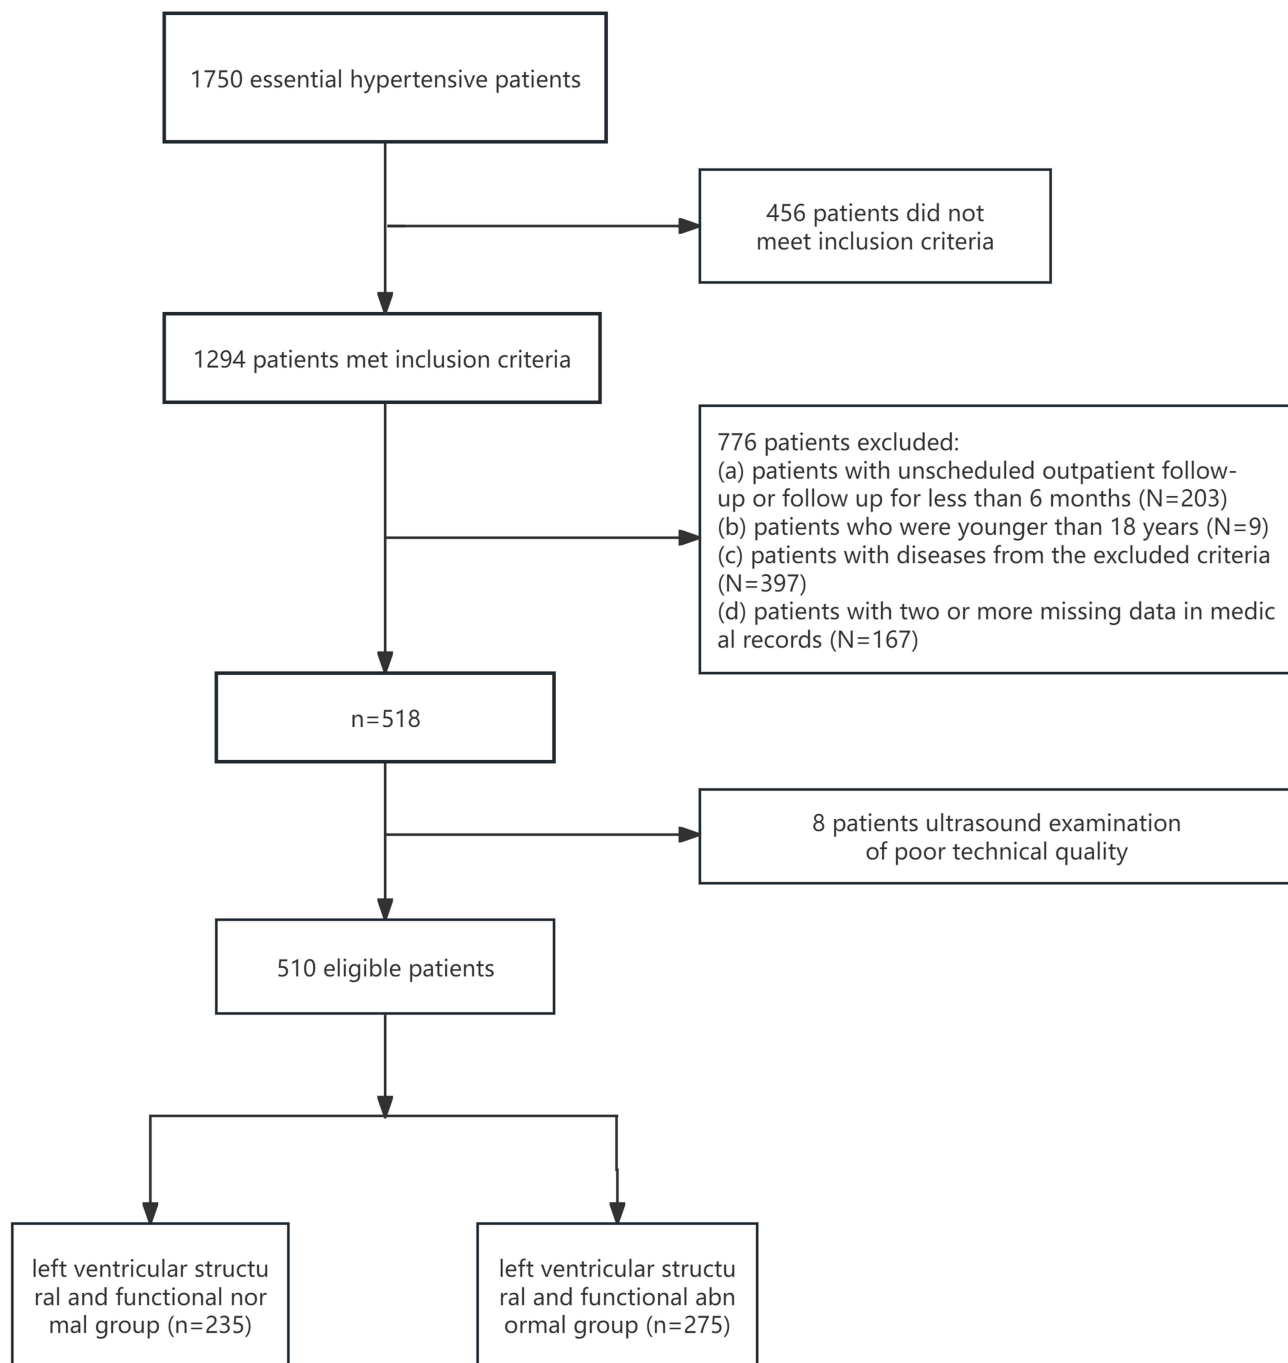 1750 essential hypertensive patients
456 patients did not
meet inclusion criteria
1294 patients met inclusion criteria
776 patients excluded:
(a) patients with unscheduled outpatient follow-
up or follow up for less than 6 months (N=203)
(b) patients who were younger than 18 years (N=9)
(c) patients with diseases from the excluded criteria
(N=397)
(d) patients with two or more missing data in medic
al records (N=167)
n=518
8 patients ultrasound examination
of poor technical quality
510 eligible patients
left ventricular structu
ral and functional nor
mal group (n=235)
left ventricular structu
ral and functional abn
ormal group (n=275)